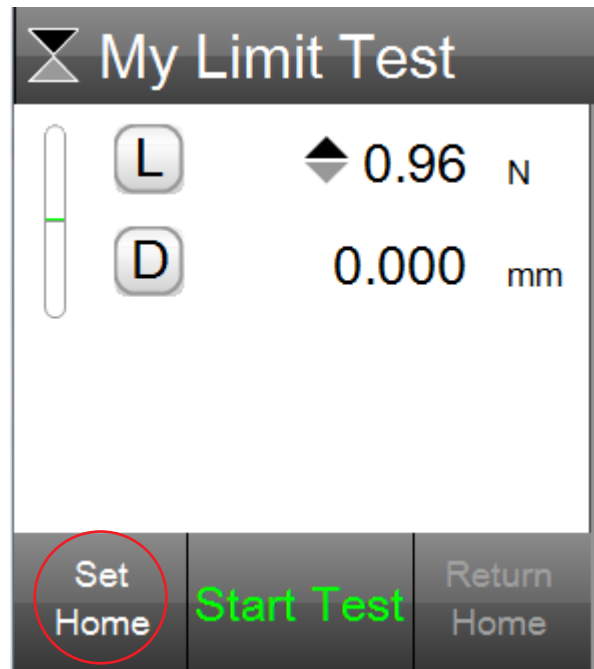 My Limit Test
L 0.96 N
D 0.000 mm
Set Home
Start Test
Return Home